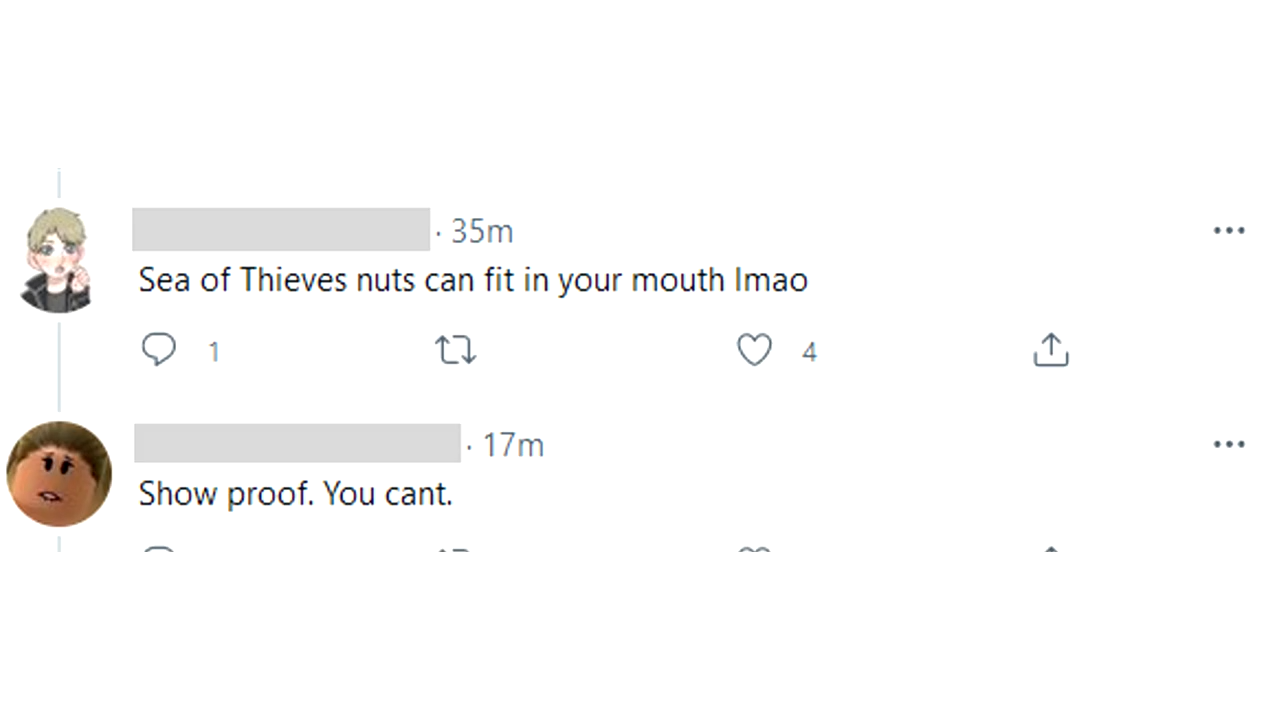 · 35m
Sea of Thieves nuts can fit in your mouth lmao
1 4
· 17m
Show proof. You cant.